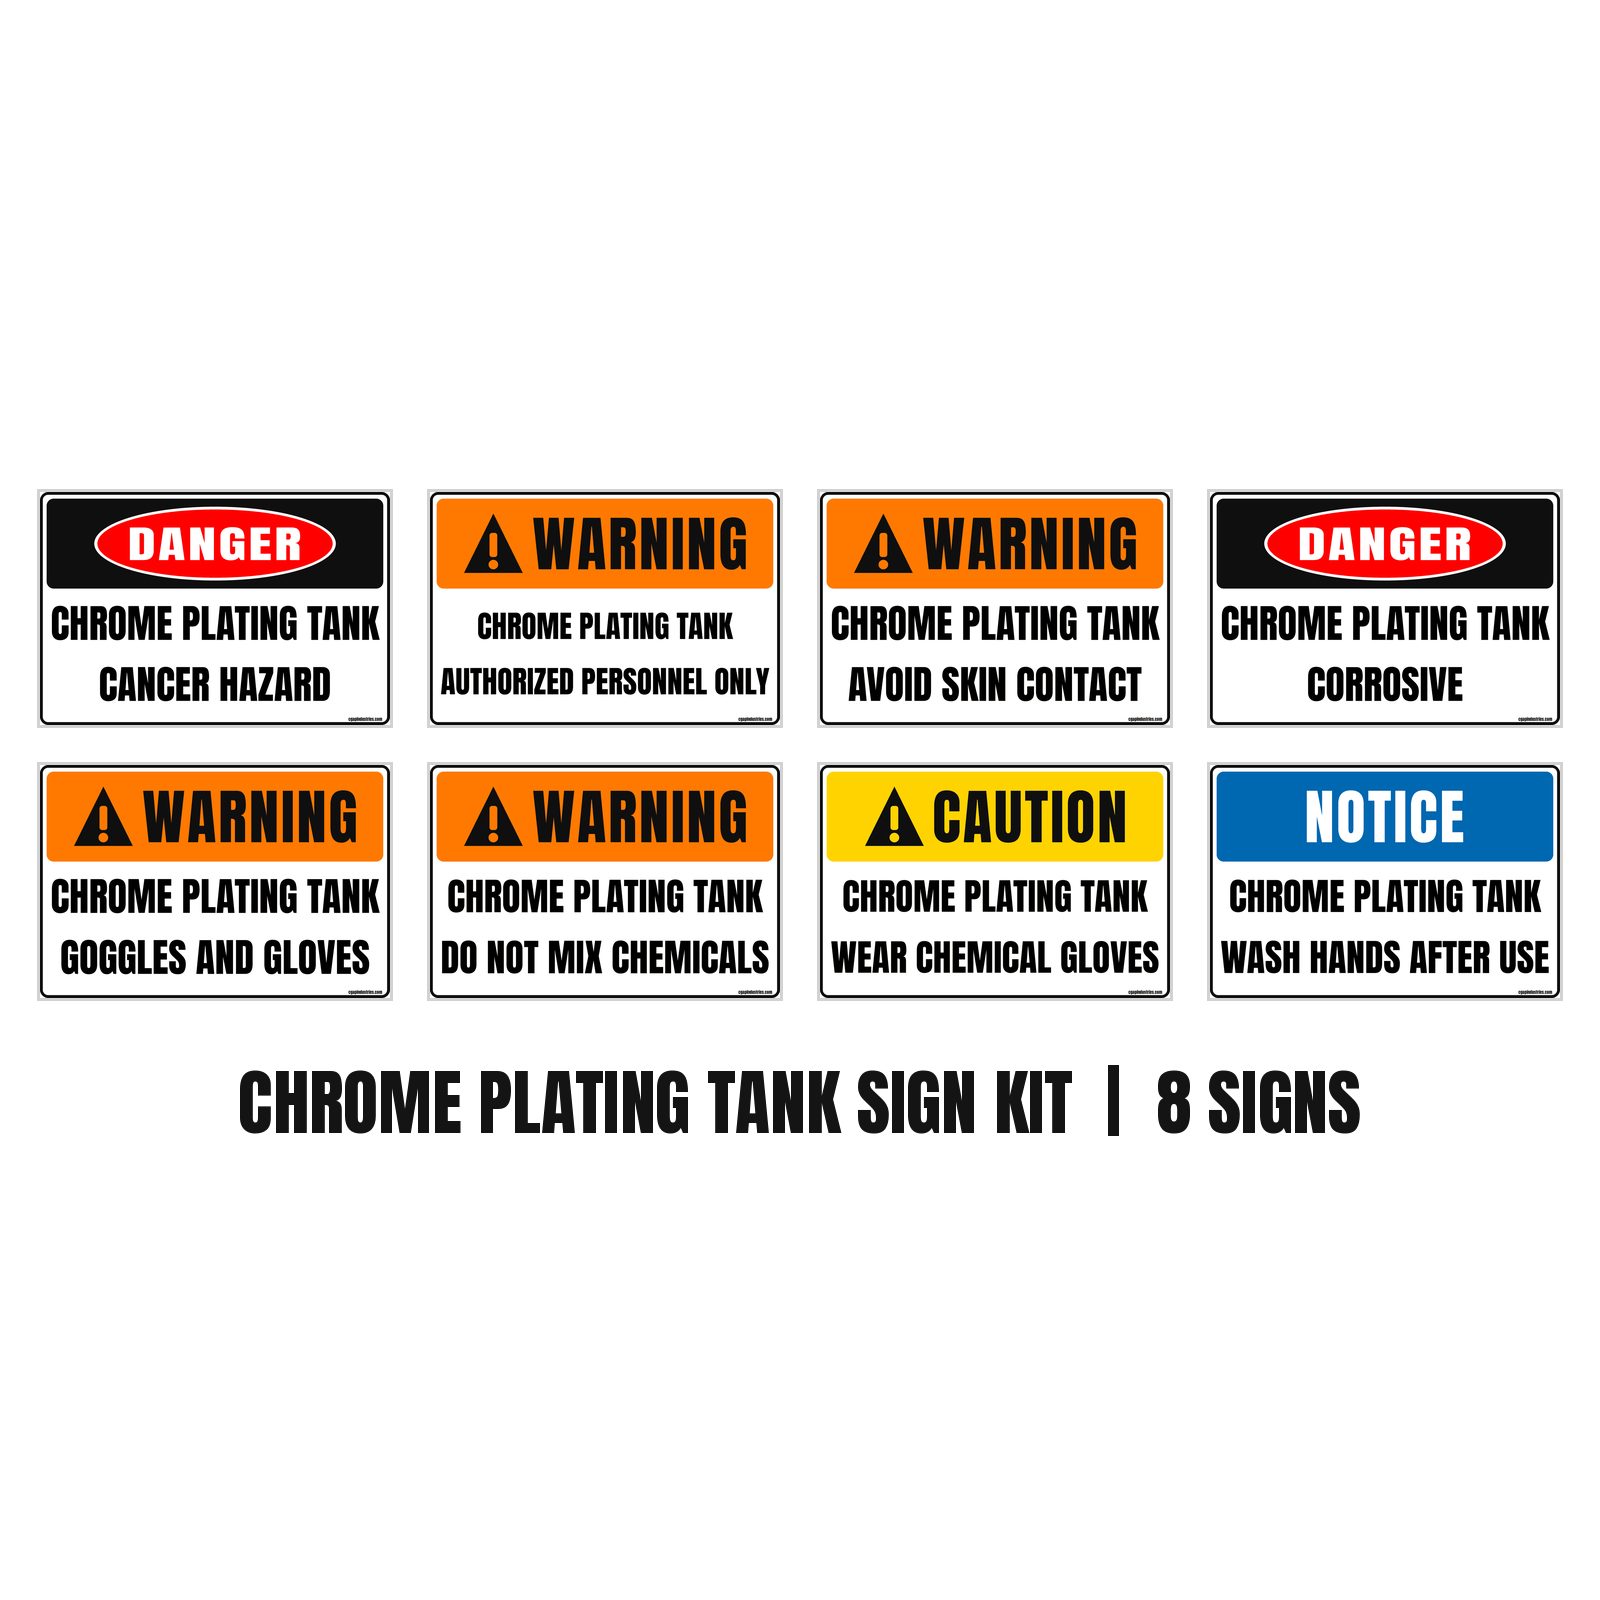 DANGER
CHROME PLATING TANK
CANCER HAZARD
WARNING
CHROME PLATING TANK
AUTHORIZED PERSONNEL ONLY
WARNING
CHROME PLATING TANK
AVOID SKIN CONTACT
DANGER
CHROME PLATING TANK
CORROSIVE
WARNING
CHROME PLATING TANK
GOGGLES AND GLOVES
WARNING
CHROME PLATING TANK
DO NOT MIX CHEMICALS
CAUTION
CHROME PLATING TANK
WEAR CHEMICAL GLOVES
NOTICE
CHROME PLATING TANK
WASH HANDS AFTER USE
CHROME PLATING TANK SIGN KIT | 8 SIGNS